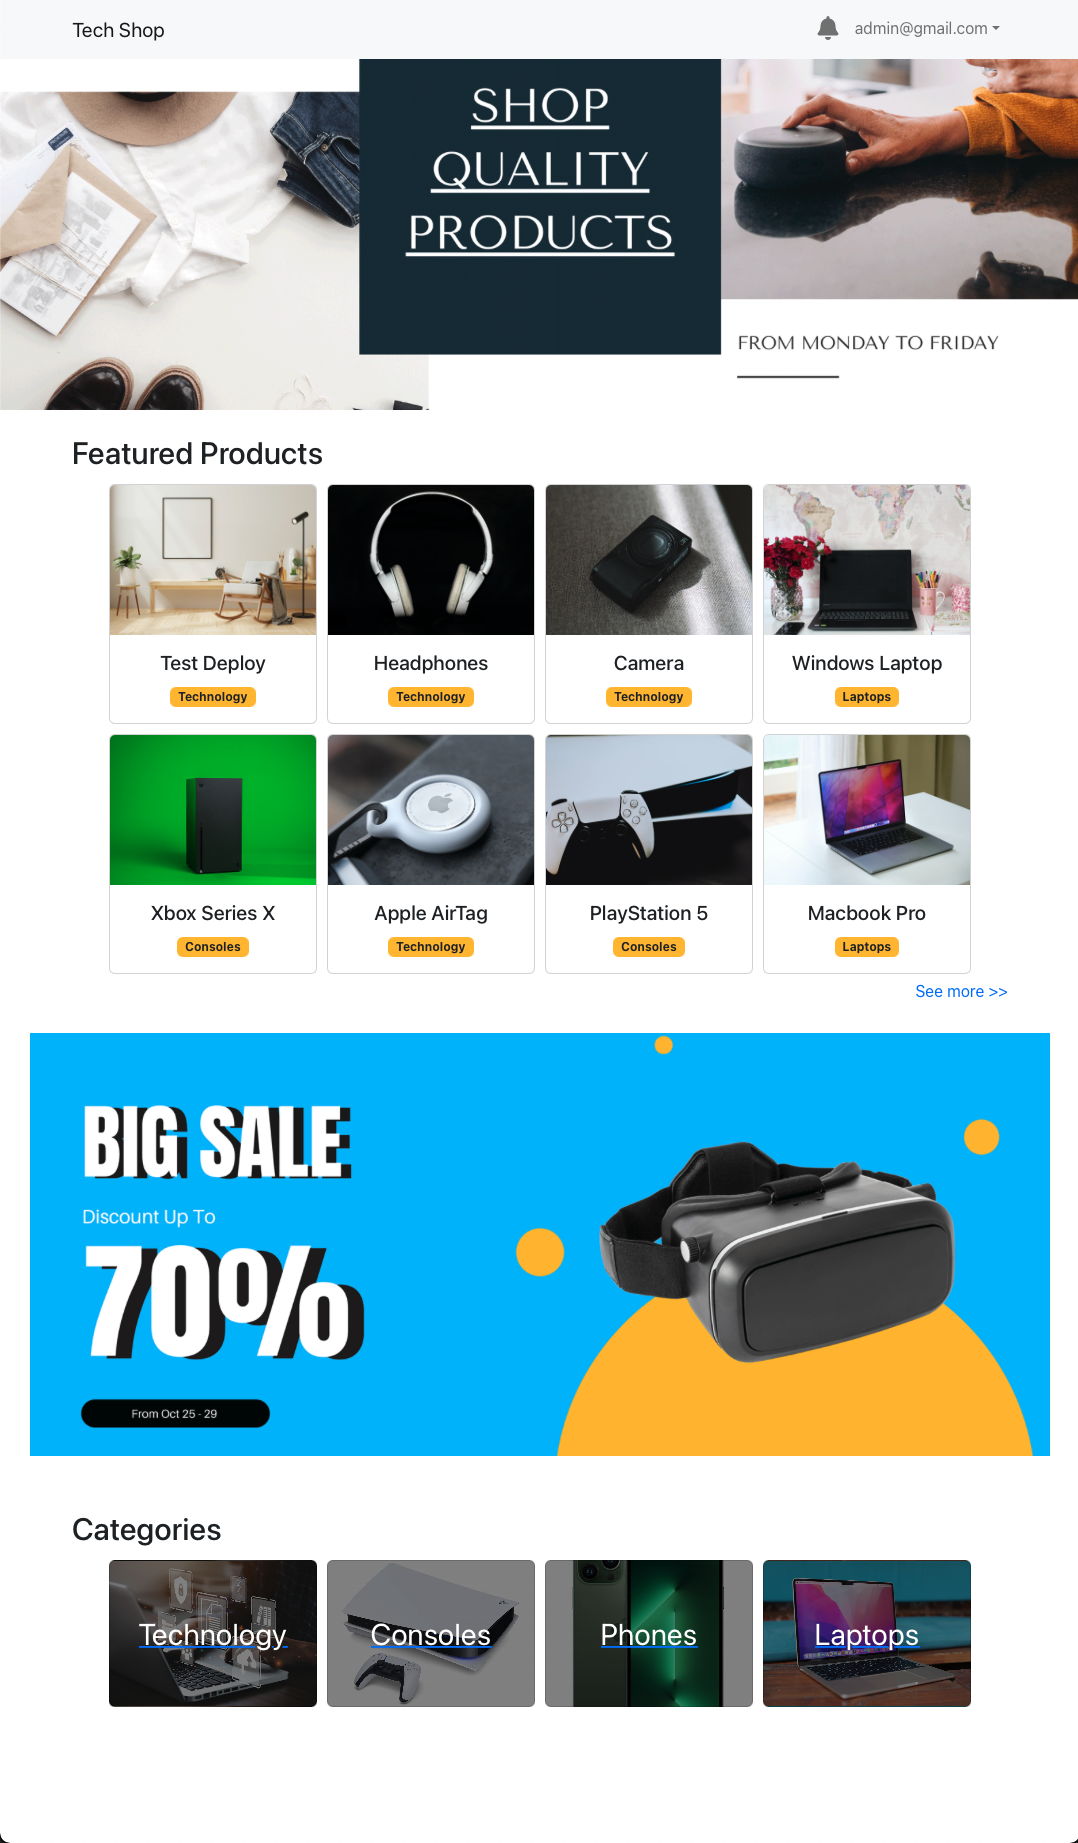 Tech Shop
admin@gmail.com
SHOP
QUALITY
PRODUCTS
FROM MONDAY TO FRIDAY
Featured Products
Test Deploy
Technology
Headphones
Technology
Camera
Technology
Windows Laptop
Laptops
Xbox Series X
Consoles
Apple AirTag
Technology
PlayStation 5
Consoles
Macbook Pro
Laptops
See more >>
BIG SALE
Discount Up To
70%
From Oct 25 - 29
Categories
Technology
Consoles
Phones
Laptops